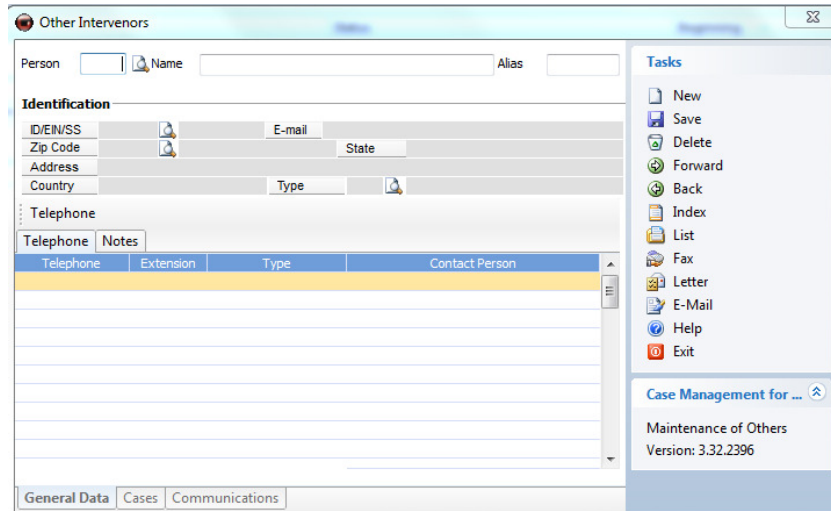 Other Intervenors
Status
Beginning
Person Name Alias
Identification
ID/EIN/SS E-mail
Zip Code State
Address
Country Type
Telephone
Telephone Notes
Telephone Extension Type Contact Person
General Data Cases Communications
Tasks
New
Save
Delete
Forward
Back
Index
List
Fax
Letter
E-Mail
Help
Exit
Case Management for ...
Maintenance of Others
Version: 3.32.2396